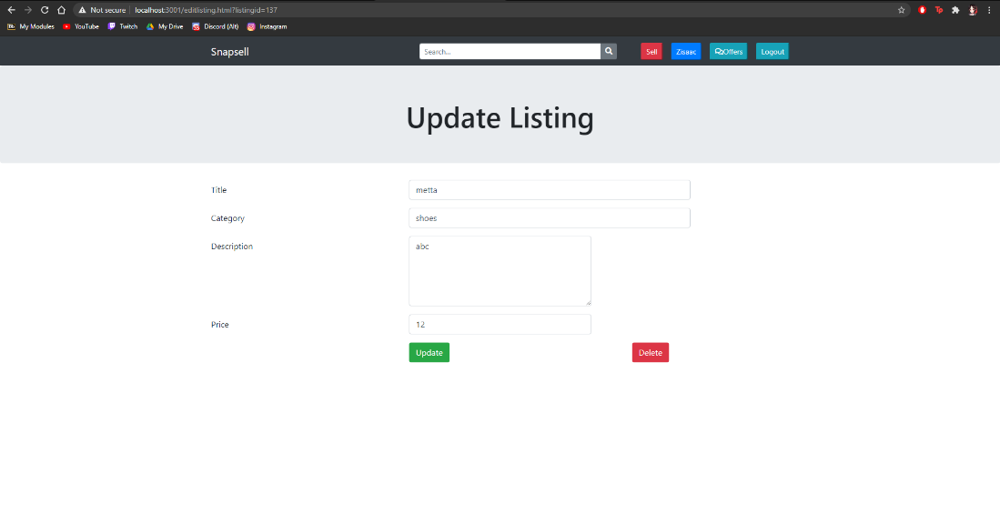 Not secure localhost:3001/editlisting.html?listingid=137
My Modules YouTube Twitch My Drive Discord (Alt) Instagram
Snapsell Search... Sell Zisaac Offers Logout
Update Listing
Title metta
Category shoes
Description abc
Price 12
Update Delete